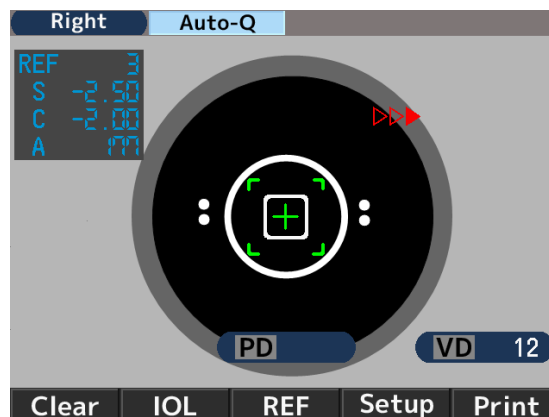 Right Auto-Q
REF 3
S -2.50
C -2.00
A 177
PD
VD 12
Clear IOL REF Setup Print